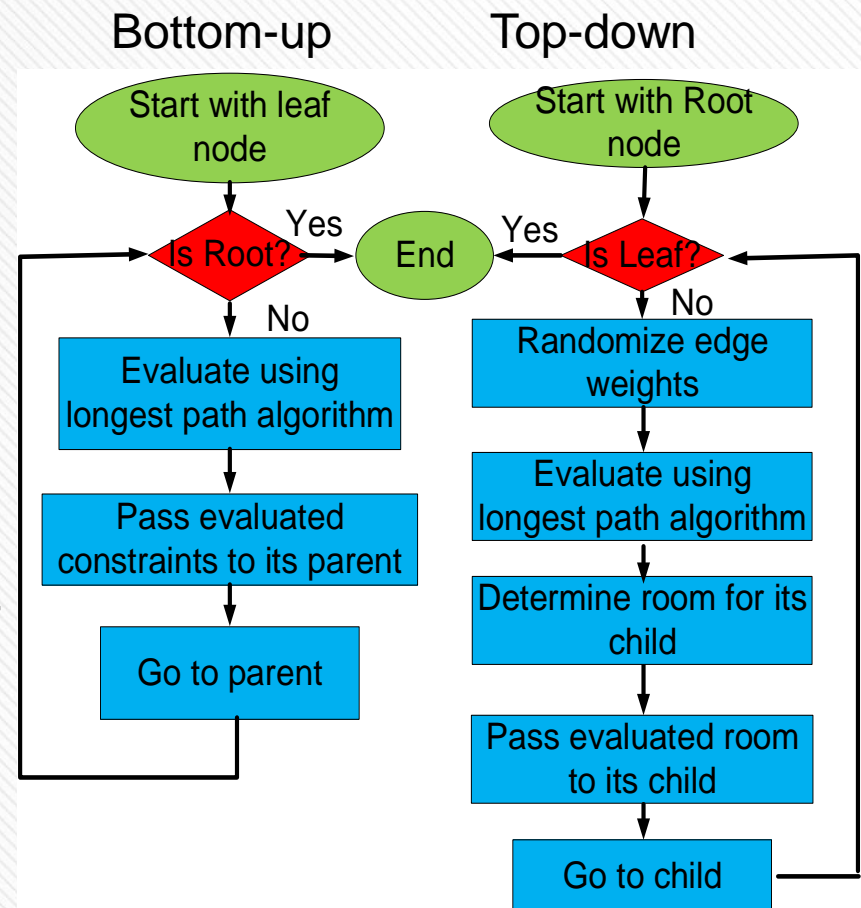 Bottom-up
Start with leaf
node
Is Root?
Yes
No
Evaluate using
longest path algorithm
Pass evaluated
constraints to its parent
Go to parent
End
Top-down
Start with Root
node
Is Leaf?
Yes
No
Randomize edge
weights
Evaluate using
longest path algorithm
Determine room for its
child
Pass evaluated room
to its child
Go to child